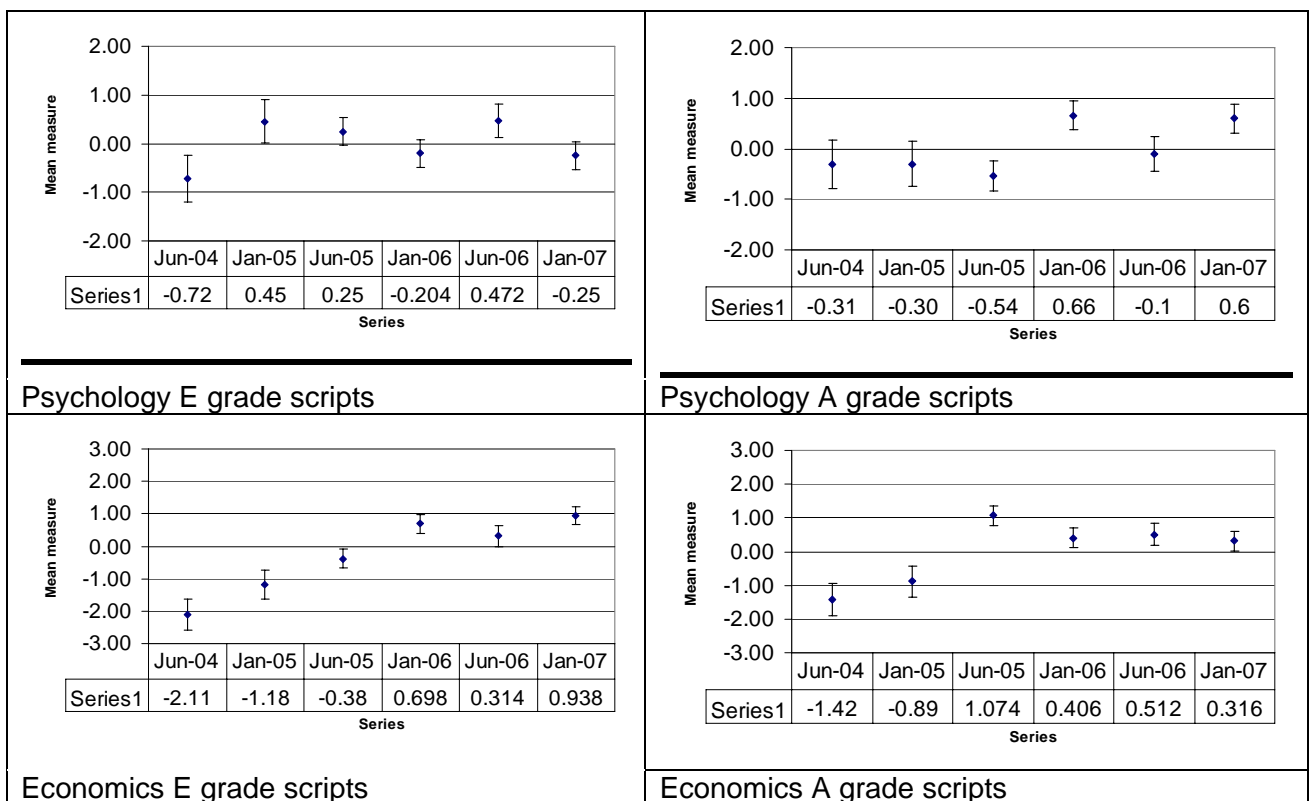 2.00
1.00
0.00
-1.00
-2.00
Mean measure
Jun-04 Jan-05 Jun-05 Jan-06 Jun-06 Jan-07
Series1 -0.72 0.45 0.25 -0.204 0.472 -0.25
Series
Psychology E grade scripts
2.00
1.00
0.00
-1.00
-2.00
Mean measure
Jun-04 Jan-05 Jun-05 Jan-06 Jun-06 Jan-07
Series1 -0.31 -0.30 -0.54 0.66 -0.1 0.6
Series
Psychology A grade scripts
3.00
2.00
1.00
0.00
-1.00
-2.00
-3.00
Mean measure
Jun-04 Jan-05 Jun-05 Jan-06 Jun-06 Jan-07
Series1 -2.11 -1.18 -0.38 0.698 0.314 0.938
Series
Economics E grade scripts
3.00
2.00
1.00
0.00
-1.00
-2.00
-3.00
Mean measure
Jun-04 Jan-05 Jun-05 Jan-06 Jun-06 Jan-07
Series1 -1.42 -0.89 1.074 0.406 0.512 0.316
Series
Economics A grade scripts